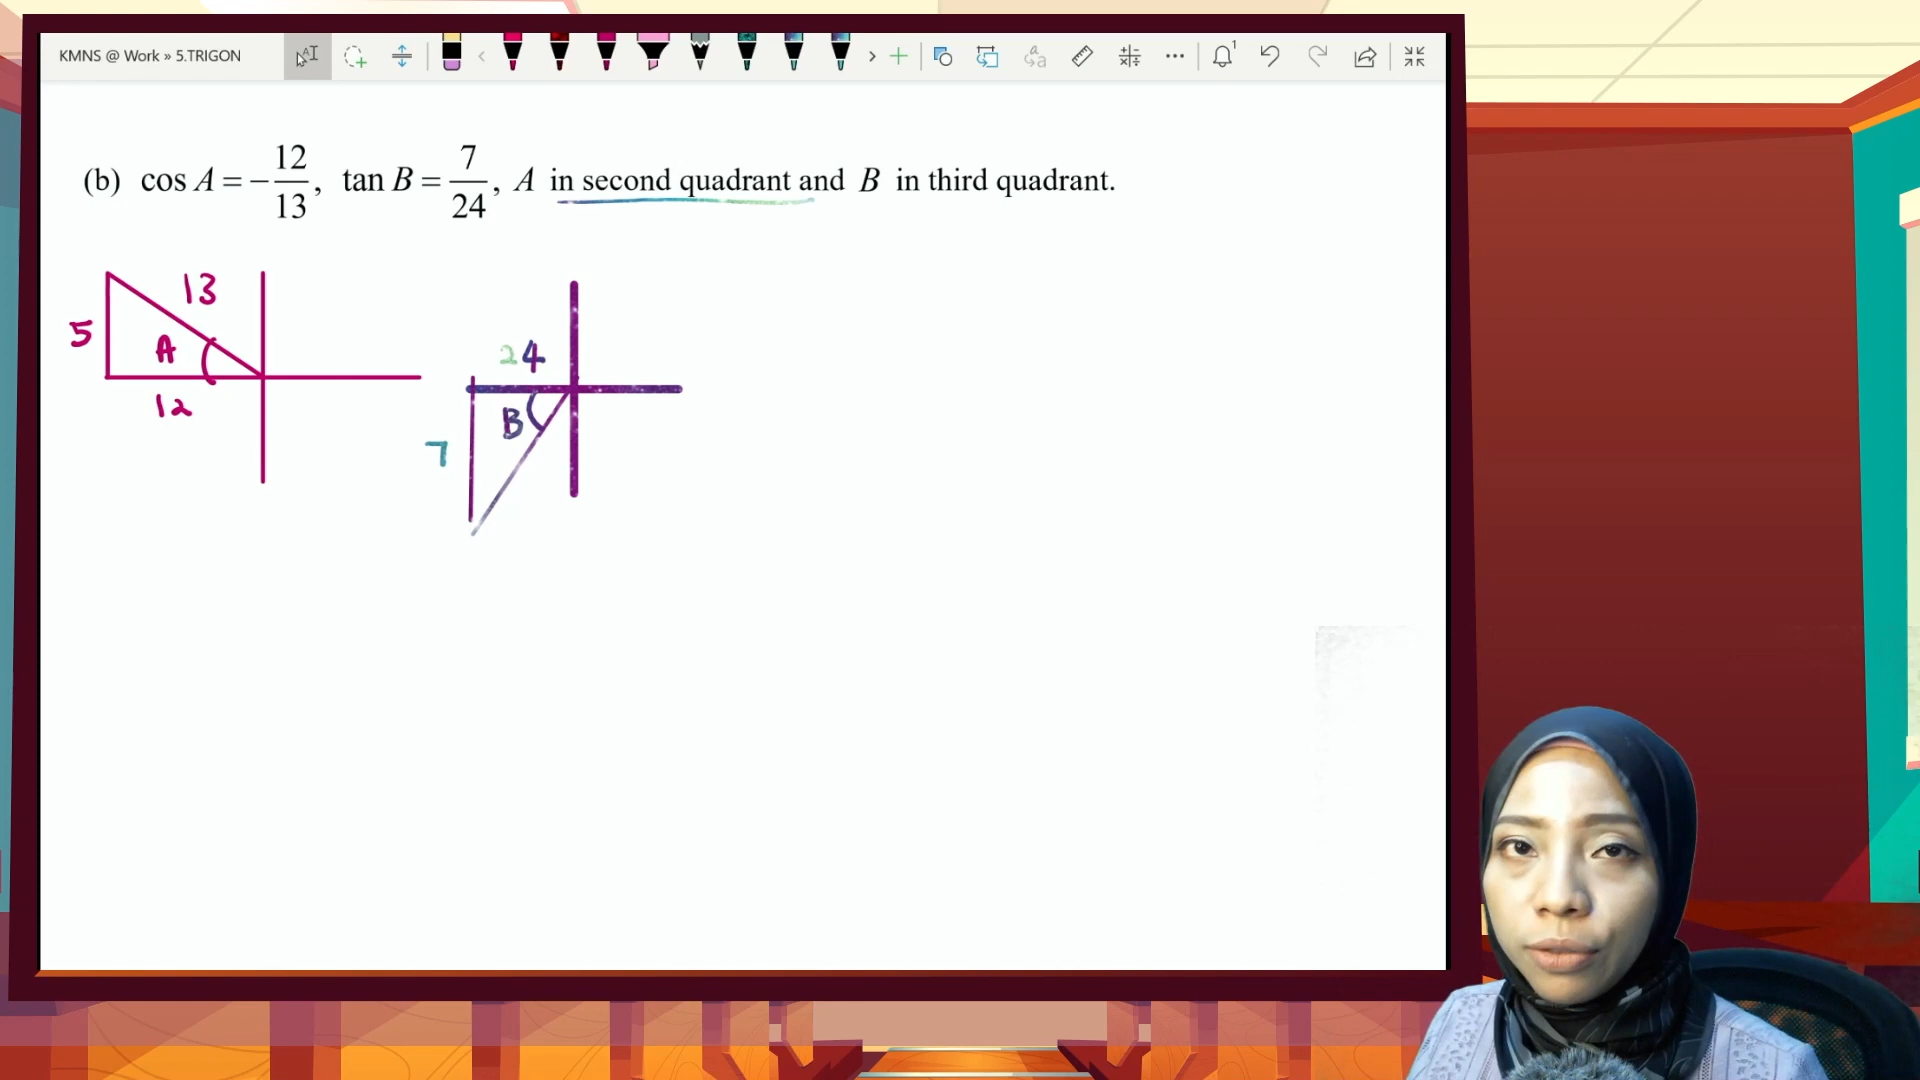 KMNS @ Work » 5.TRIGON
1
(b) cos A = -12/13, tan B = 7/24, A in second quadrant and B in third quadrant.
13
5
A
12
24
B
7